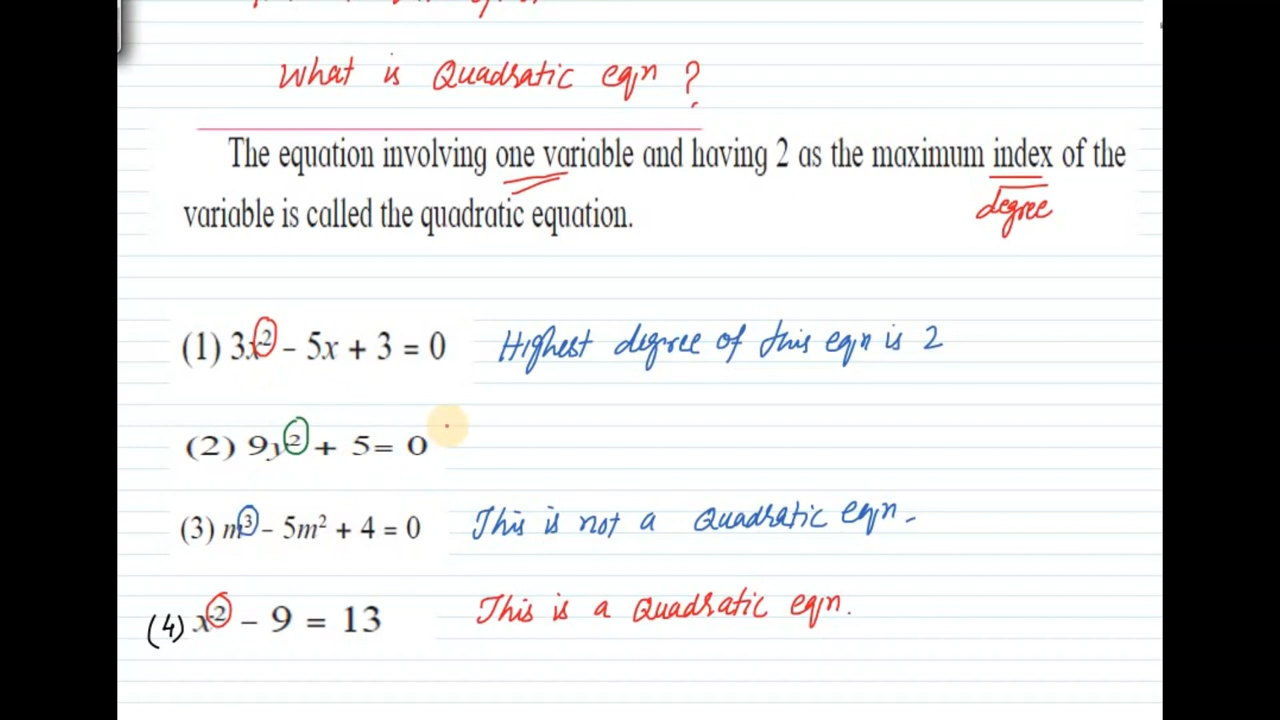 What is Quadratic eqn ?
The equation involving one variable and having 2 as the maximum index of the
degree
variable is called the quadratic equation.
(1) 3x² – 5x + 3 = 0 Highest degree of this eqn is 2
(2) 9y² + 5 = 0
(3) m³ – 5m² + 4 = 0 This is not a Quadratic eqn.
(4) x² – 9 = 13 This is a Quadratic eqn.